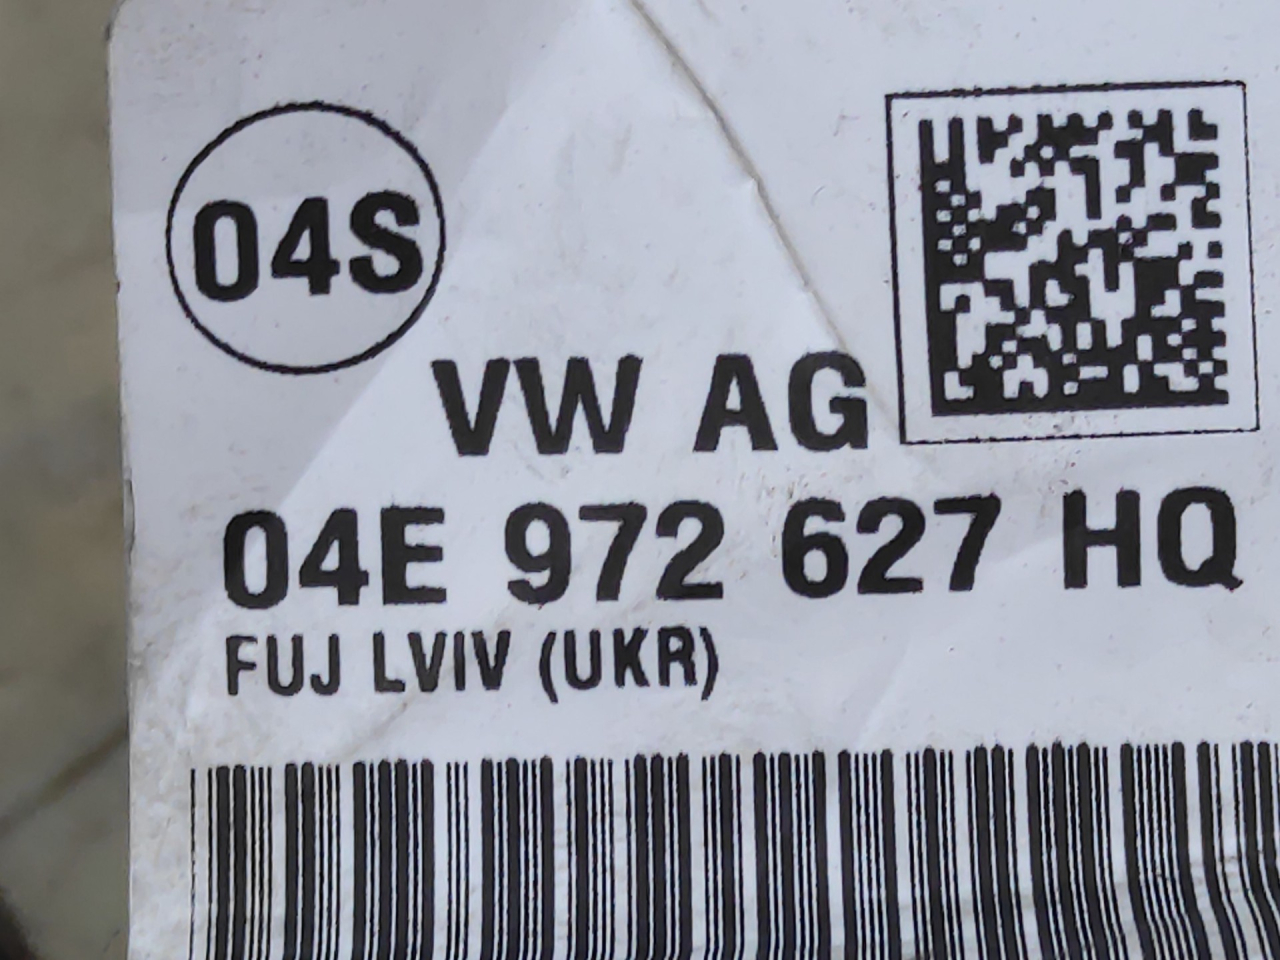 04S
VW AG
04E 972 627 HQ
FUJ LVIV (UKR)